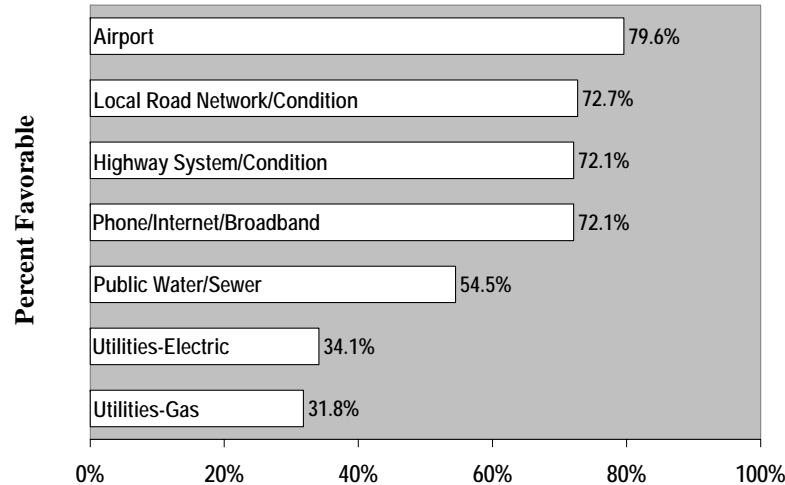 Percent Favorable
Airport 79.6%
Local Road Network/Condition 72.7%
Highway System/Condition 72.1%
Phone/Internet/Broadband 72.1%
Public Water/Sewer 54.5%
Utilities-Electric 34.1%
Utilities-Gas 31.8%
0% 20% 40% 60% 80% 100%